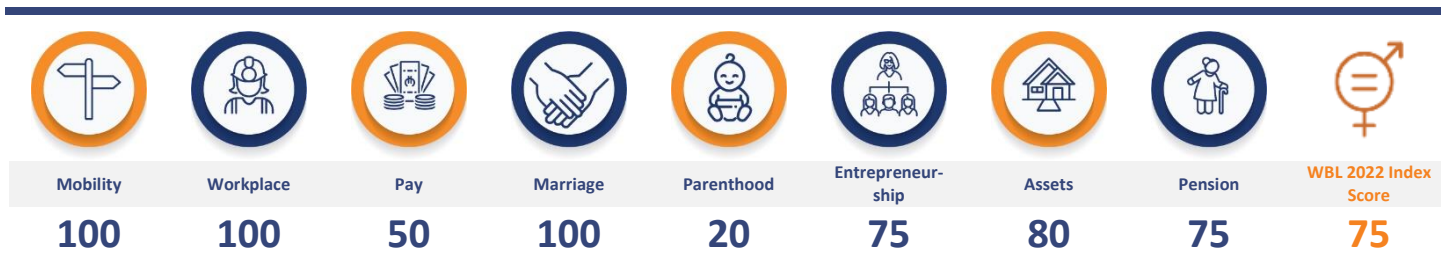 Mobility
Workplace
Pay
Marriage
Parenthood
Entrepreneur-
ship
Assets
Pension
WBL 2022 Index
Score
100
100
50
100
20
75
80
75
75